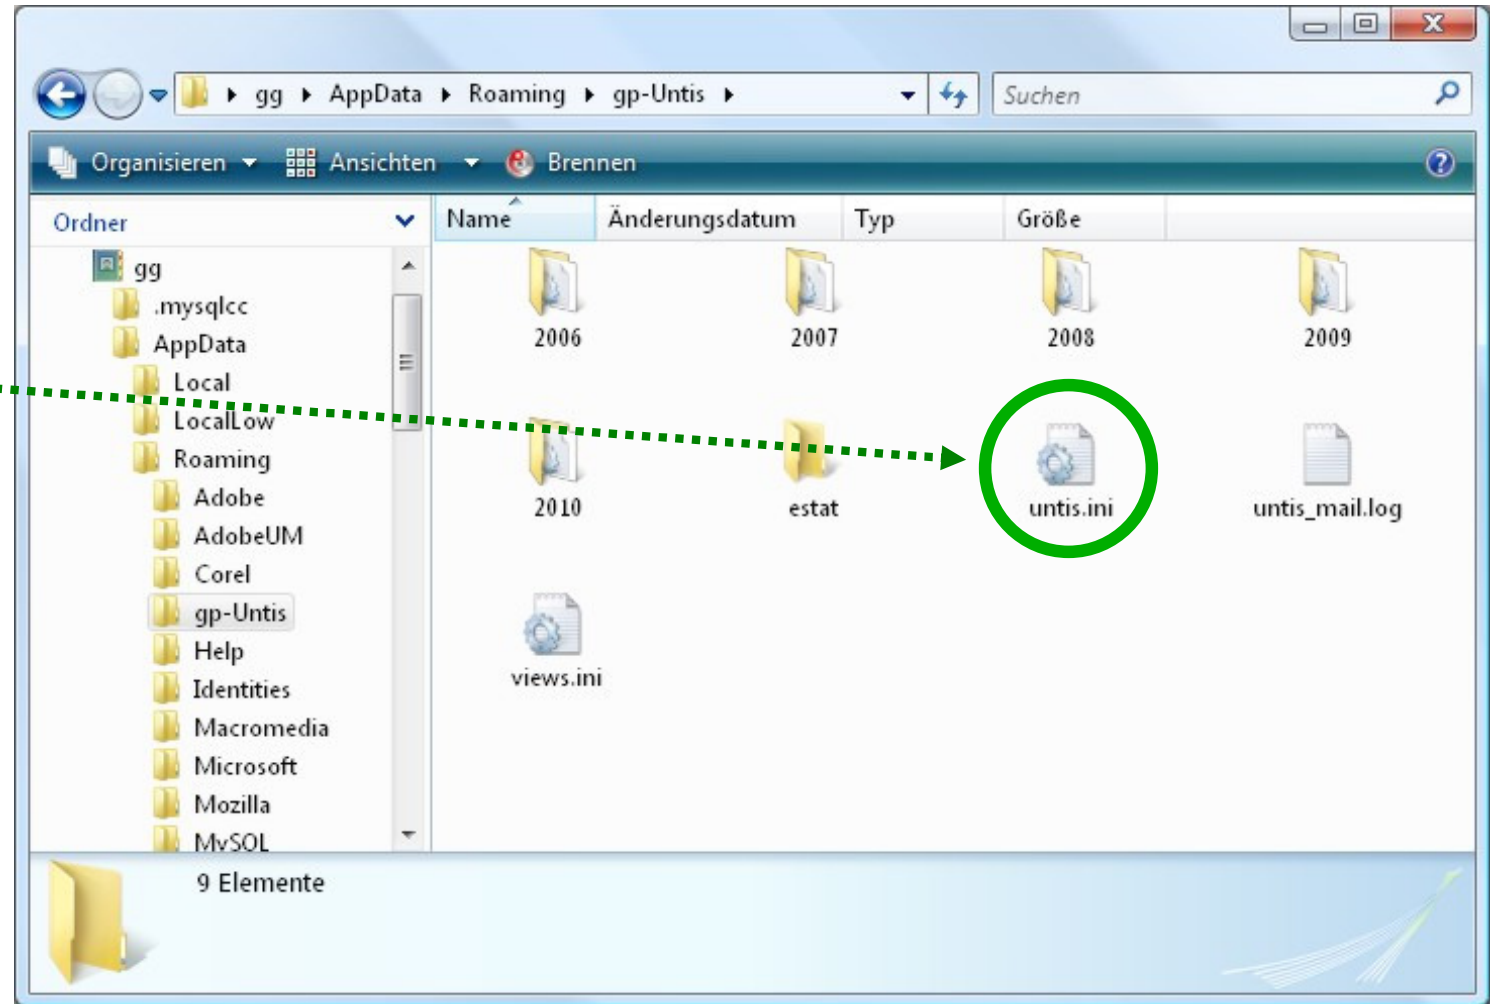 gg AppData Roaming gp-Untis
Suchen
Organisieren Ansichten Brennen
Ordner
Name Änderungsdatum Typ Größe
gg
.mysqlcc
AppData
Local
LocalLow
Roaming
Adobe
AdobeUM
Corel
gp-Untis
Help
Identities
Macromedia
Microsoft
Mozilla
MySQL
2006 2007 2008 2009
2010 estat untis.ini untis_mail.log
views.ini
9 Elemente